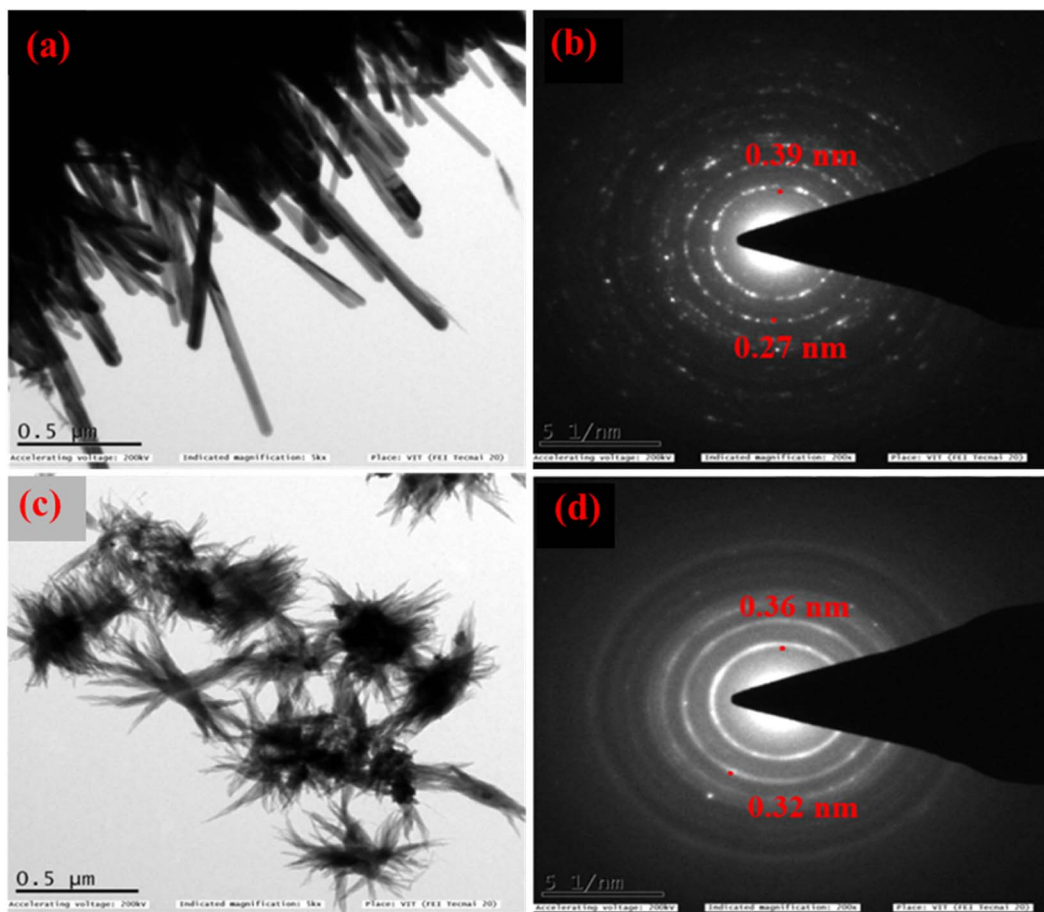 (a)
0.5 µm
Accelerating voltage: 200kV Indicated magnification: 5kx Place: VIT (FEI Tecnai 20)
(b)
0.39 nm
0.27 nm
5 1/nm
Accelerating voltage: 200kV Indicated magnification: 200x Place: VIT (FEI Tecnai 20)
(c)
0.5 µm
Accelerating voltage: 200kV Indicated magnification: 5kx Place: VIT (FEI Tecnai 20)
(d)
0.36 nm
0.32 nm
5 1/nm
Accelerating voltage: 200kV Indicated magnification: 200x Place: VIT (FEI Tecnai 20)